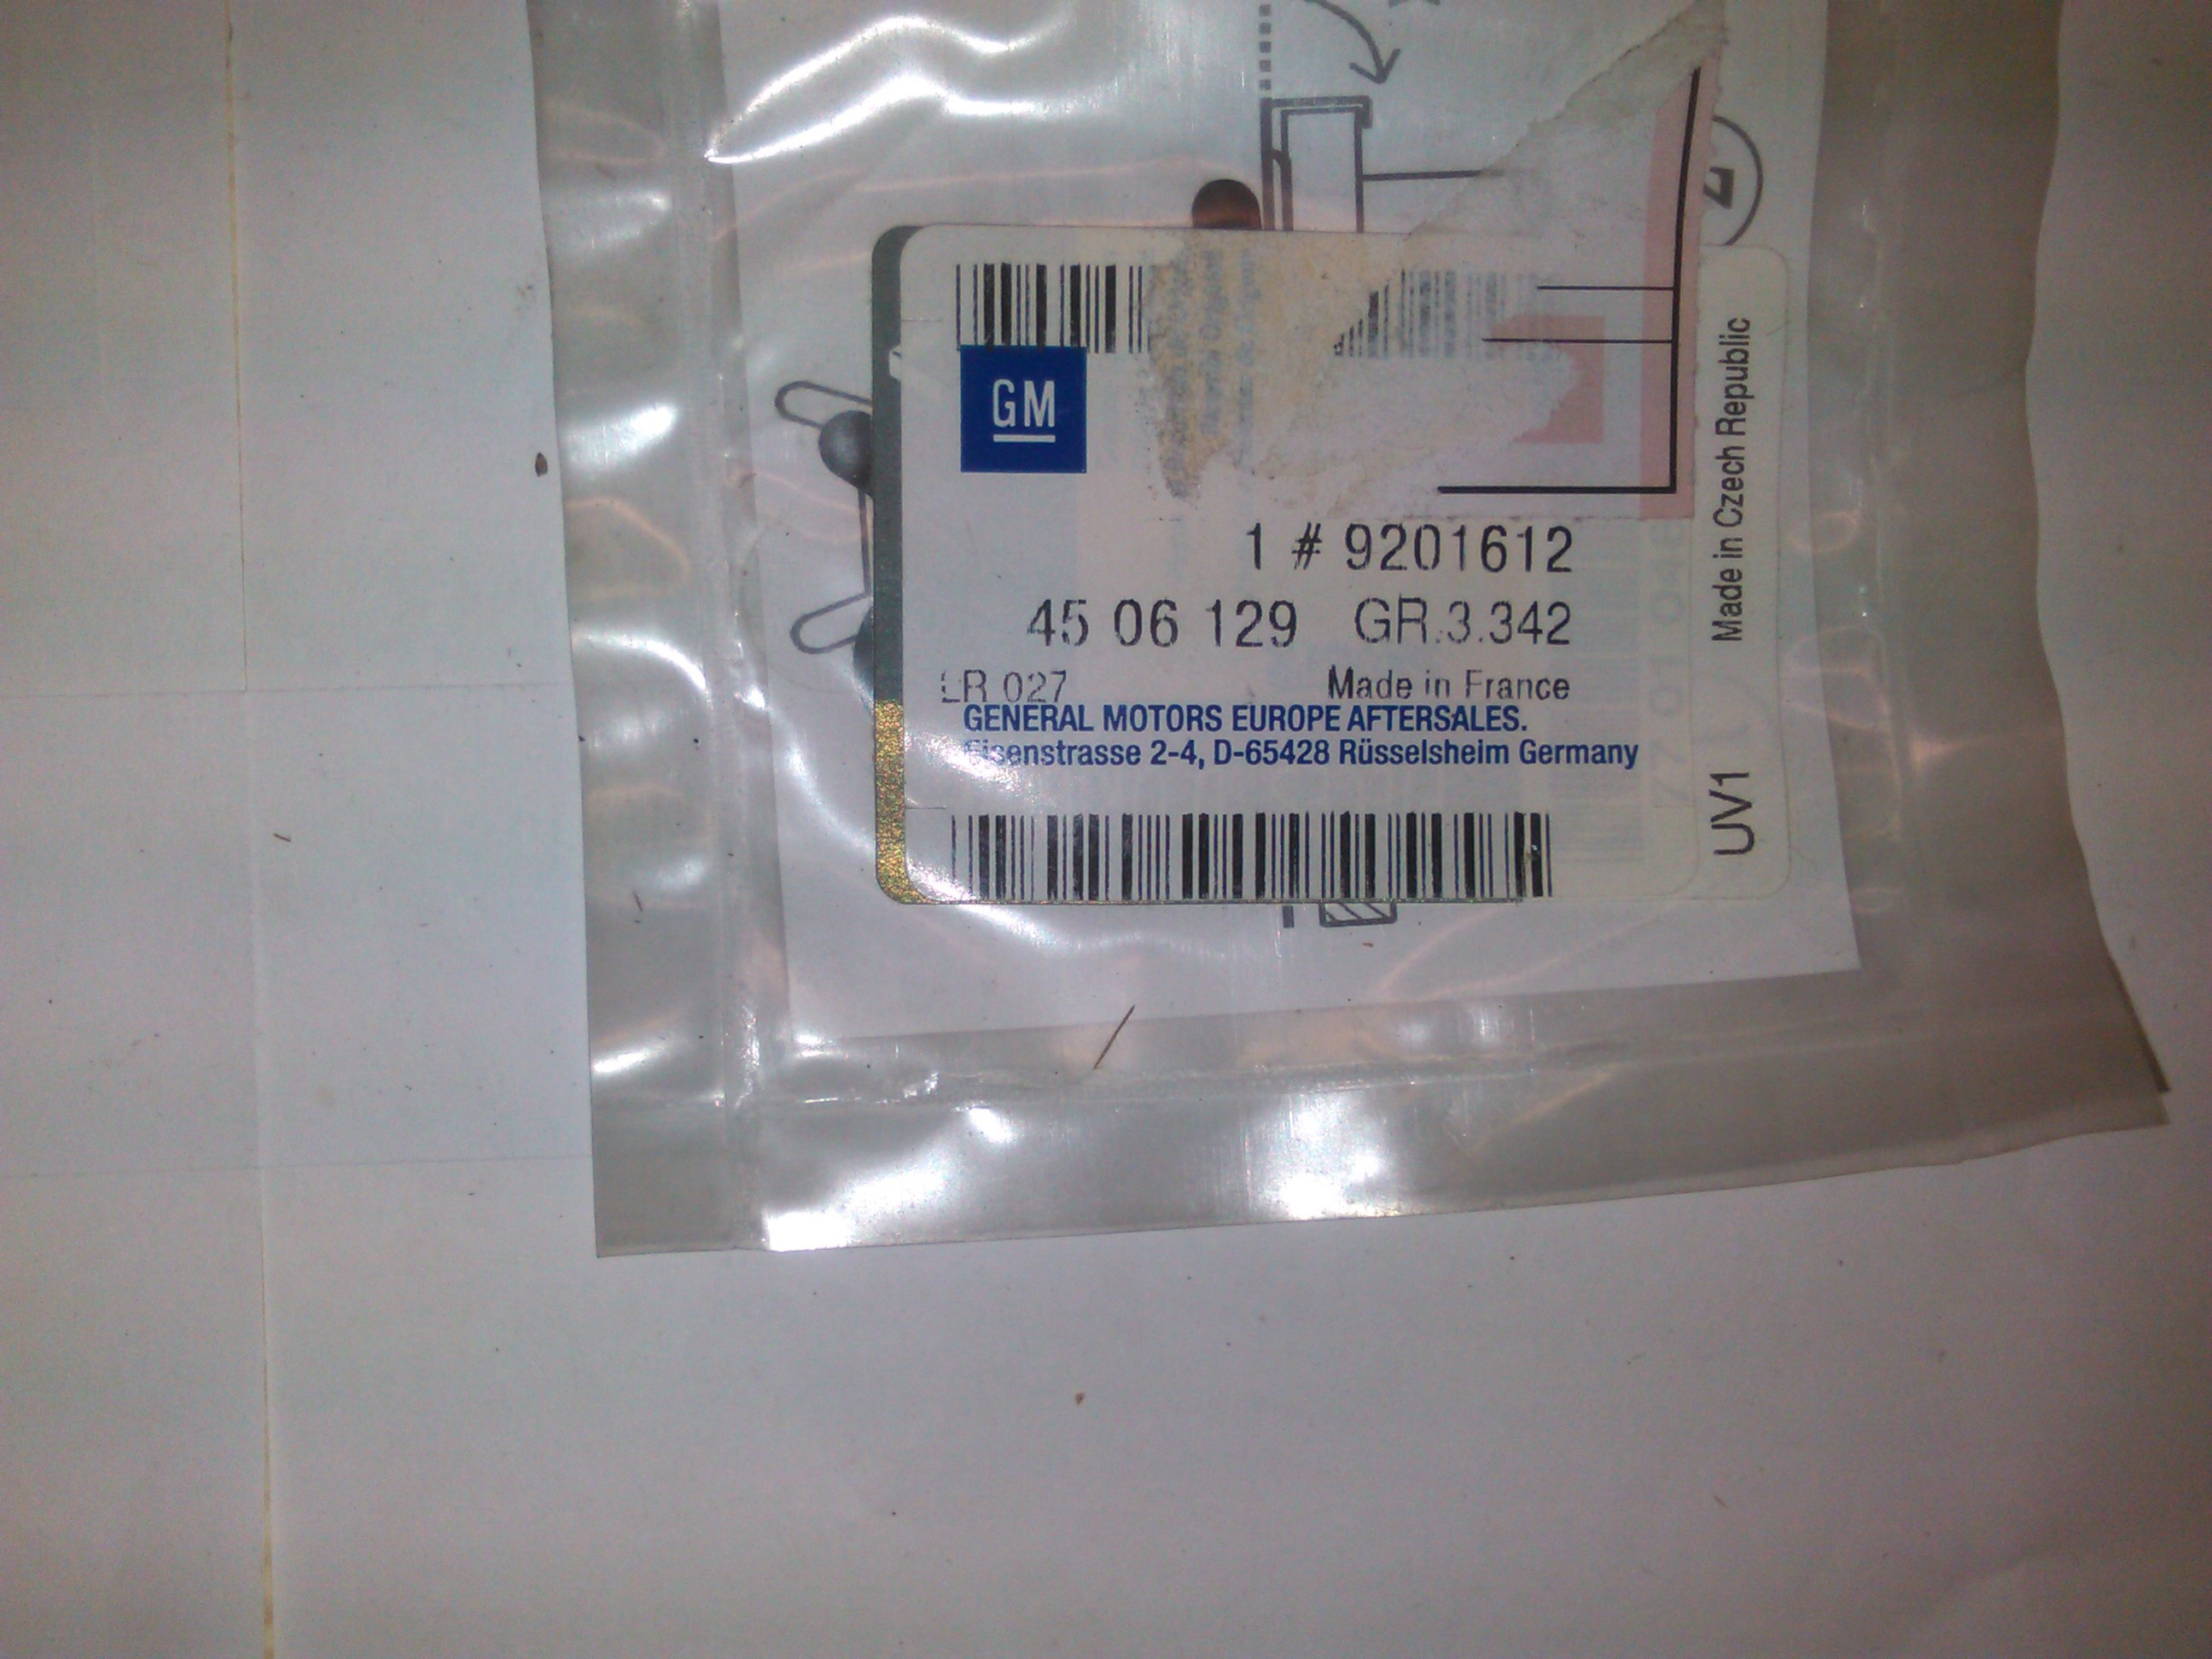 GM
1 # 9201612
45 06 129 GR.3.342
LR 027 Made in France
GENERAL MOTORS EUROPE AFTERSALES.
Eisenstrasse 2-4, D-65428 Rüsselsheim Germany
Made in Czech Republic
UV1
2